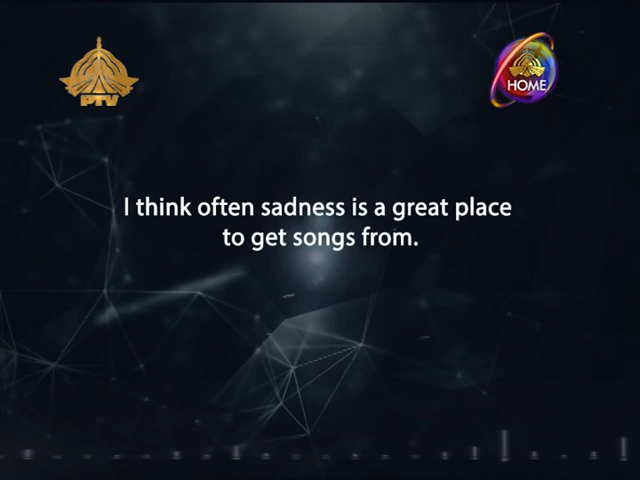 PTV
HOME
I think often sadness is a great place
to get songs from.